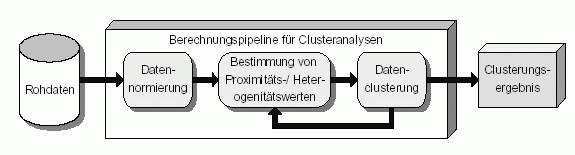 Berechnungspipeline für Clusteranalysen
Rohdaten
Daten-
normierung
Bestimmung von
Proximitäts-/ Heter-
ogenitätswerten
Daten-
clusterung
Clusterungs-
ergebnis